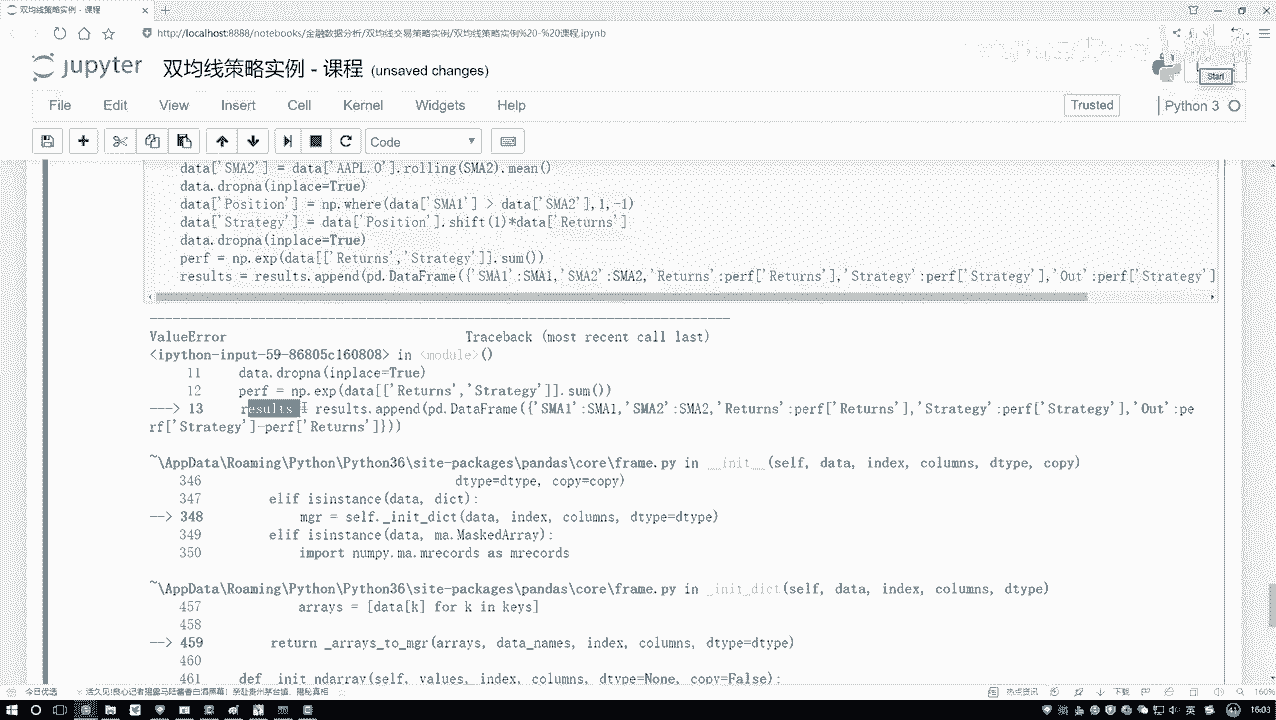 双均线策略实例 - 课程
http://localhost:8888/notebooks/金融数据分析/双均线交易策略实例/双均线策略实例%20-%20课程.ipynb
jupyter 双均线策略实例 - 课程 (unsaved changes)
Start
File Edit View Insert Cell Kernel Widgets Help
Trusted Python 3
Code
data['SMA2'] = data['AAPL.O'].rolling(SMA2).mean()
data.dropna(inplace=True)
data['Position'] = np.where(data['SMA1'] > data['SMA2'],1,-1)
data['Strategy'] = data['Position'].shift(1)*data['Returns']
data.dropna(inplace=True)
perf = np.exp(data[['Returns','Strategy']].sum())
results = results.append(pd.DataFrame({'SMA1':SMA1,'SMA2':SMA2,'Returns':perf['Returns'],'Strategy':perf['Strategy'],'Out':perf['Strategy']
ValueError Traceback (most recent call last)
<ipython-input-59-86805c160808> in <module>()
11 data.dropna(inplace=True)
12 perf = np.exp(data[['Returns','Strategy']].sum())
---> 13 results = results.append(pd.DataFrame({'SMA1':SMA1,'SMA2':SMA2,'Returns':perf['Returns'],'Strategy':perf['Strategy'],'Out':pe
rf['Strategy']-perf['Returns']}))
~\AppData\Roaming\Python\Python36\site-packages\pandas\core\frame.py in __init__(self, data, index, columns, dtype, copy)
346 dtype=dtype, copy=copy)
347 elif isinstance(data, dict):
--> 348 mgr = self._init_dict(data, index, columns, dtype=dtype)
349 elif isinstance(data, ma.MaskedArray):
350 import numpy.ma.mrecords as mrecords
~\AppData\Roaming\Python\Python36\site-packages\pandas\core\frame.py in _init_dict(self, data, index, columns, dtype)
457 arrays = [data[k] for k in keys]
458
--> 459 return _arrays_to_mgr(arrays, data_names, index, columns, dtype=dtype)
460
461 def _init_ndarray(self, values, index, columns, dtype=None, copy=False):
今日优选
热点资讯 下载 160%
英 16:03